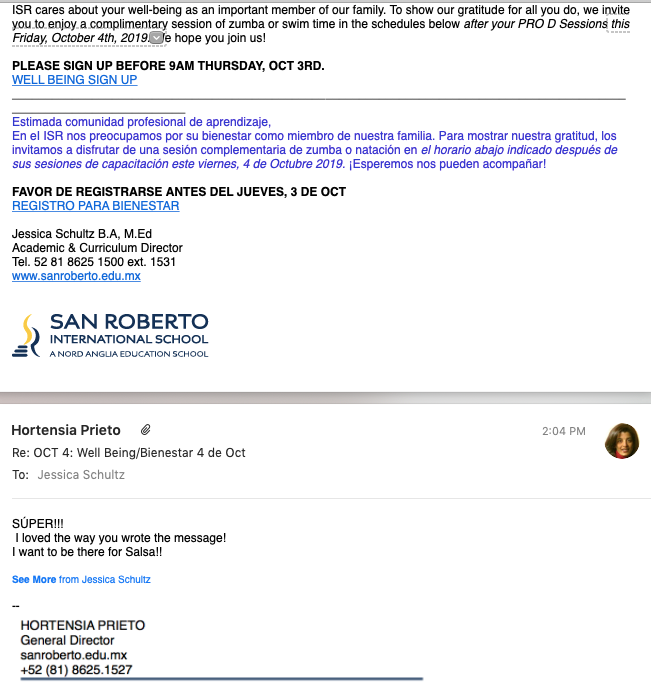 ISR cares about your well-being as an important member of our family. To show our gratitude for all you do, we invite
you to enjoy a complimentary session of zumba or swim time in the schedules below after your PRO D Sessions this
Friday, October 4th, 2019. We hope you join us!
PLEASE SIGN UP BEFORE 9AM THURSDAY, OCT 3RD.
WELL BEING SIGN UP
Estimada comunidad profesional de aprendizaje,
En el ISR nos preocupamos por su bienestar como miembro de nuestra familia. Para mostrar nuestra gratitud, los
invitamos a disfrutar de una sesión complementaria de zumba o natación en el horario abajo indicado después de
sus sesiones de capacitación este viernes, 4 de Octubre 2019. ¡Esperemos nos pueden acompañar!
FAVOR DE REGISTRARSE ANTES DEL JUEVES, 3 DE OCT
REGISTRO PARA BIENESTAR
Jessica Schultz B.A, M.Ed
Academic & Curriculum Director
Tel. 52 81 8625 1500 ext. 1531
www.sanroberto.edu.mx
SAN ROBERTO
INTERNATIONAL SCHOOL
A NORD ANGLIA EDUCATION SCHOOL
Hortensia Prieto
2:04 PM
Re: OCT 4: Well Being/Bienestar 4 de Oct
To: Jessica Schultz
SÚPER!!!
I loved the way you wrote the message!
I want to be there for Salsa!!
See More from Jessica Schultz
--
HORTENSIA PRIETO
General Director
sanroberto.edu.mx
+52 (81) 8625.1527